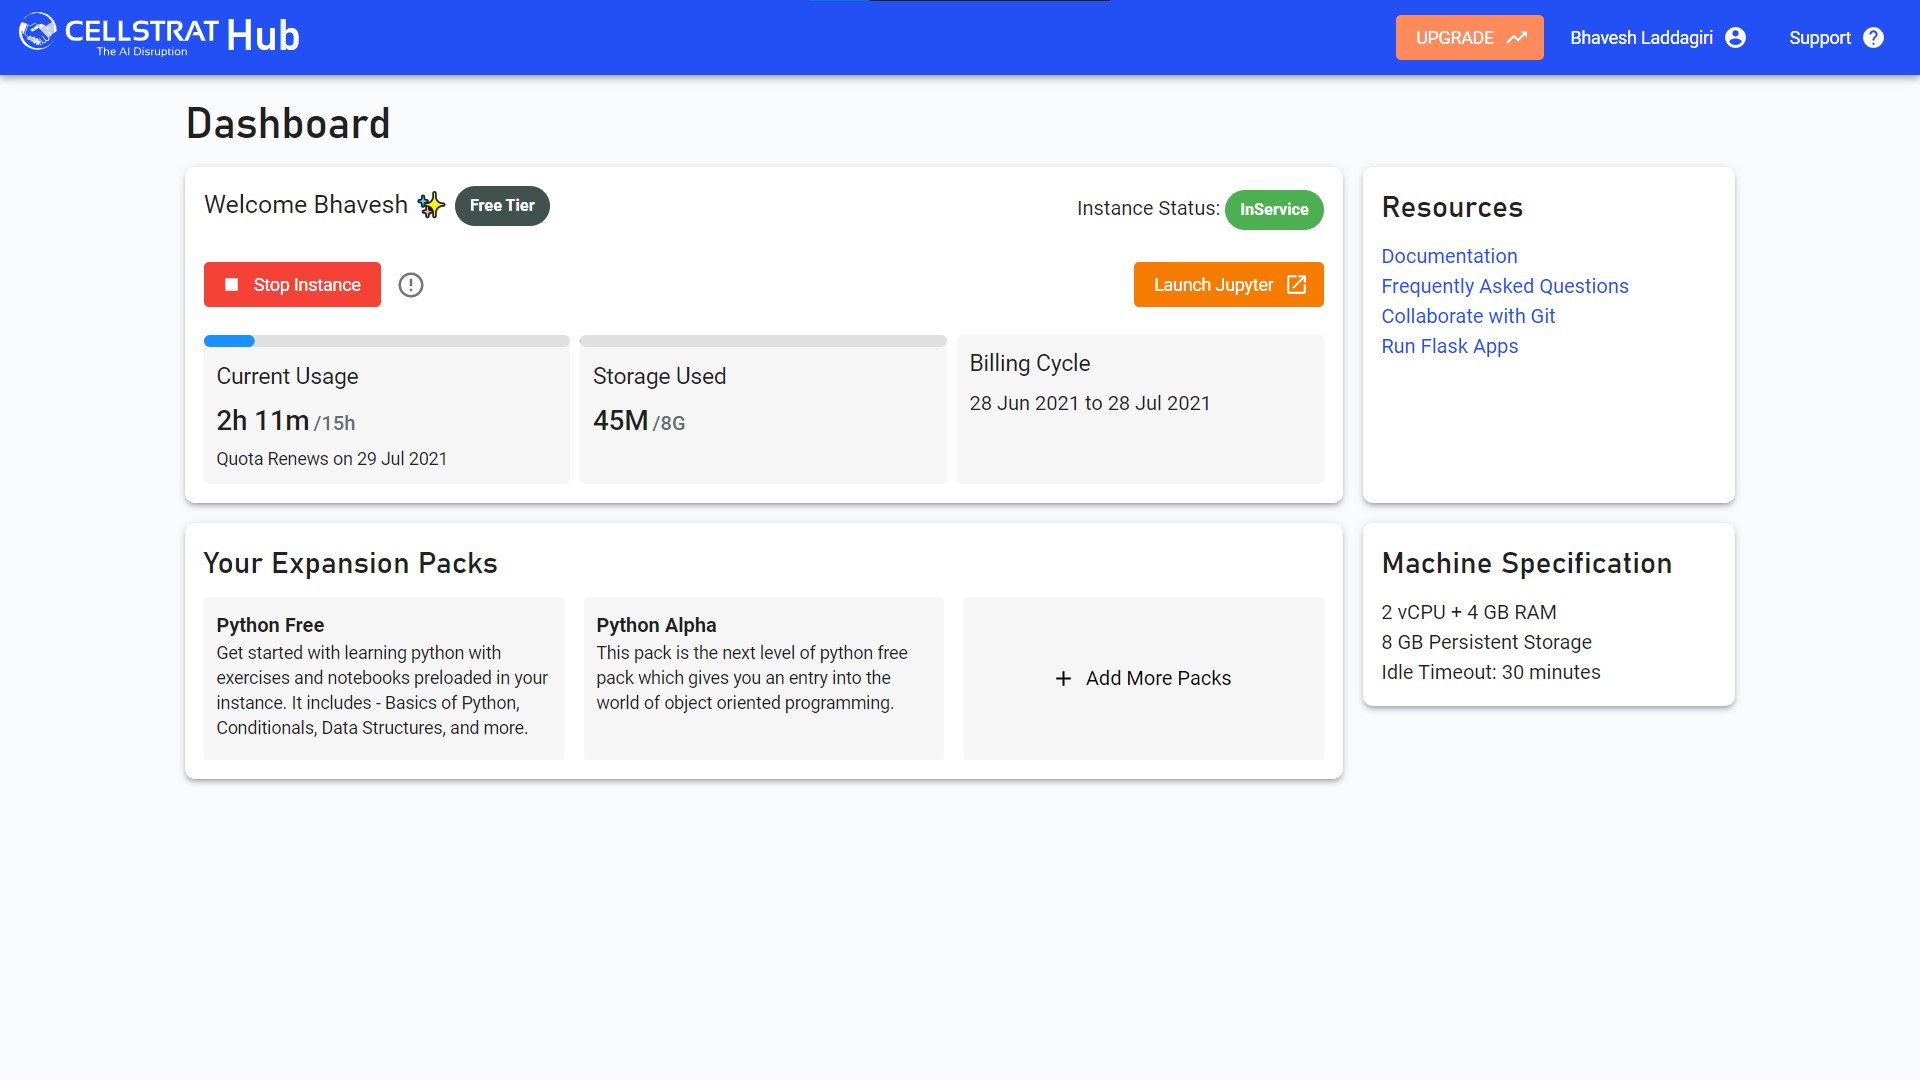 CELLSTRAT Hub
The AI Disruption
UPGRADE
Bhavesh Laddagiri
Support
Dashboard
Welcome Bhavesh
Free Tier
Instance Status: InService
Stop Instance
Launch Jupyter
Current Usage
2h 11m /15h
Quota Renews on 29 Jul 2021
Storage Used
45M /8G
Billing Cycle
28 Jun 2021 to 28 Jul 2021
Resources
Documentation
Frequently Asked Questions
Collaborate with Git
Run Flask Apps
Your Expansion Packs
Python Free
Get started with learning python with
exercises and notebooks preloaded in your
instance. It includes - Basics of Python,
Conditionals, Data Structures, and more.
Python Alpha
This pack is the next level of python free
pack which gives you an entry into the
world of object oriented programming.
+ Add More Packs
Machine Specification
2 vCPU + 4 GB RAM
8 GB Persistent Storage
Idle Timeout: 30 minutes